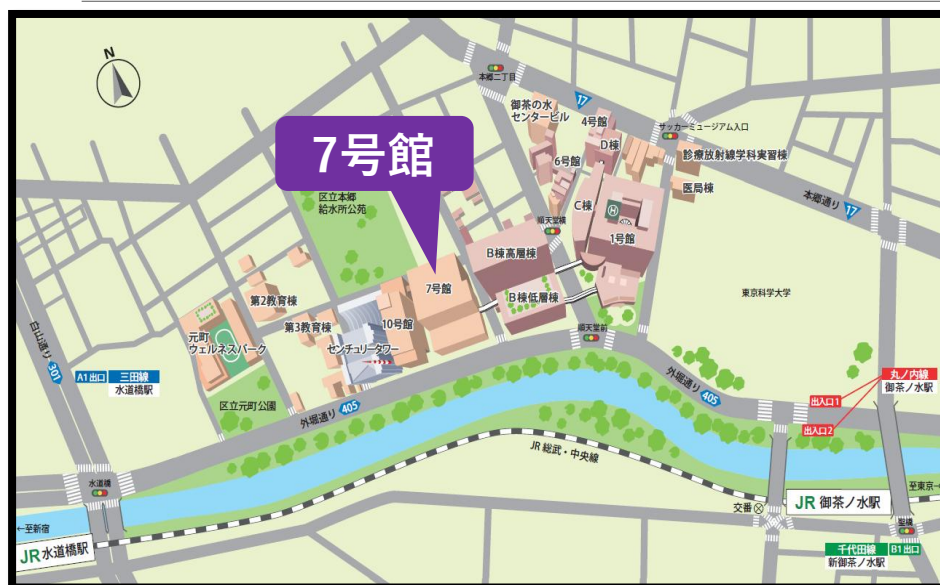 N
本郷二丁目
17
御茶の水
センタービル
4号館
サッカーミュージアム入口
D棟
6号館
診療放射線学科実習棟
7号館
医局棟
区立本郷
給水所公苑
C棟
H
本郷通り 17
順天堂横
1号館
B棟高層棟
東京科学大学
7号館
B棟低層棟
第2教育棟
10号館
第3教育棟
センチュリータワー
順天堂前
元町
ウェルネスパーク
白山通り 301
A1出口 三田線
水道橋駅
外堀通り 405
丸ノ内線
御茶ノ水駅
出入口1
区立元町公園
外堀通り 405
出入口2
JR 総武・中央線
水道橋
至東京→
交番
JR 御茶ノ水駅
←至新宿
聖橋
JR 水道橋駅
千代田線 B1出口
新御茶ノ水駅